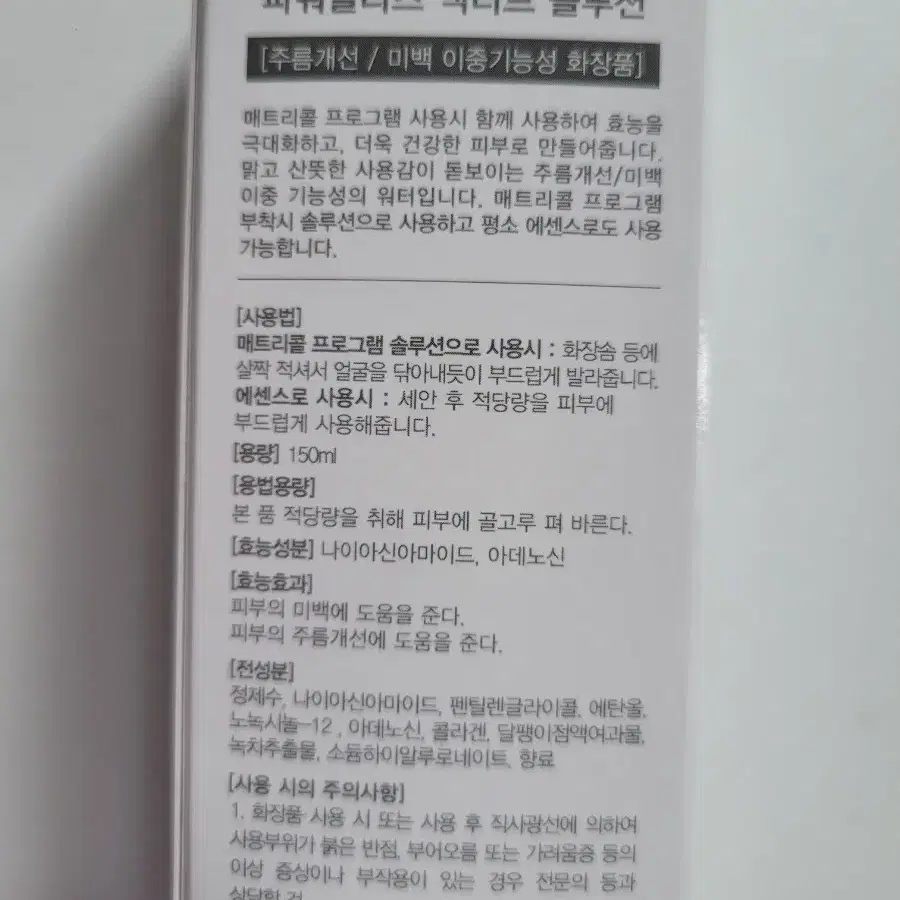 [주름개선 / 미백 이중기능성 화장품]
매트리콜 프로그램 사용시 함께 사용하여 효능을
극대화하고, 더욱 건강한 피부로 만들어줍니다.
맑고 산뜻한 사용감이 돋보이는 주름개선/미백
이중 기능성의 워터입니다. 매트리콜 프로그램
부착시 솔루션으로 사용하고 평소 에센스로도 사용
가능합니다.
[사용법]
매트리콜 프로그램 솔루션으로 사용시 : 화장솜 등에
살짝 적셔서 얼굴을 닦아내듯이 부드럽게 발라줍니다.
에센스로 사용시 : 세안 후 적당량을 피부에
부드럽게 사용해줍니다.
[용량] 150ml
[용법용량]
본 품 적당량을 취해 피부에 골고루 펴 바른다.
[효능성분] 나이아신아마이드, 아데노신
[효능효과]
피부의 미백에 도움을 준다.
피부의 주름개선에 도움을 준다.
[전성분]
정제수, 나이아신아마이드, 펜틸렌글라이콜, 에탄올,
노녹시놀-12 , 아데노신, 콜라겐, 달팽이점액여과물,
녹차추출물, 소듐하이알루로네이트, 향료
[사용 시의 주의사항]
1. 화장품 사용 시 또는 사용 후 직사광선에 의하여
사용부위가 붉은 반점, 부어오름 또는 가려움증 등의
이상 증상이나 부작용이 있는 경우 전문의 등과
상담할 것